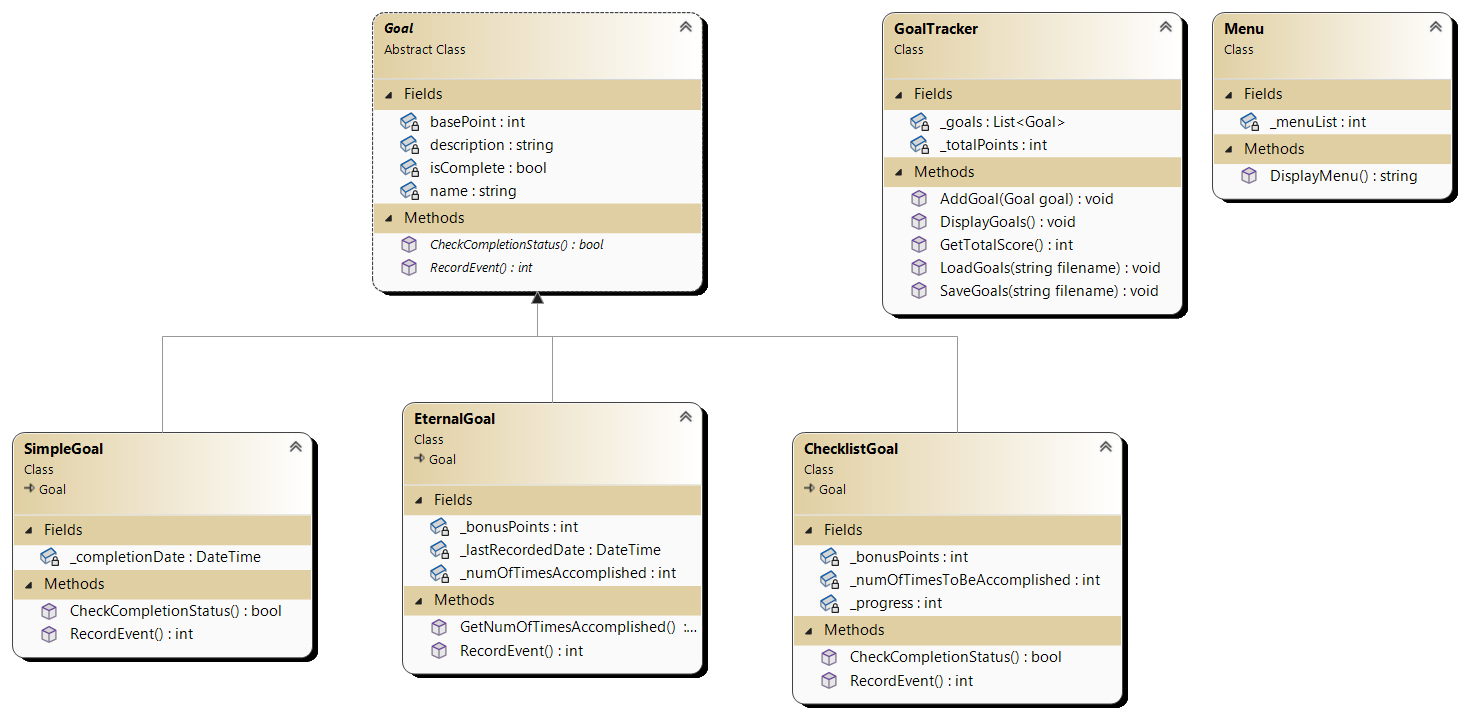 Goal
Abstract Class
Fields
basePoint : int
description : string
isComplete : bool
name : string
Methods
CheckCompletionStatus() : bool
RecordEvent() : int
GoalTracker
Class
Fields
_goals : List<Goal>
_totalPoints : int
Methods
AddGoal(Goal goal) : void
DisplayGoals() : void
GetTotalScore() : int
LoadGoals(string filename) : void
SaveGoals(string filename) : void
Menu
Class
Fields
_menuList : int
Methods
DisplayMenu() : string
SimpleGoal
Class
Goal
Fields
_completionDate : DateTime
Methods
CheckCompletionStatus() : bool
RecordEvent() : int
EternalGoal
Class
Goal
Fields
_bonusPoints : int
_lastRecordedDate : DateTime
_numOfTimesAccomplished : int
Methods
GetNumOfTimesAccomplished() :...
RecordEvent() : int
ChecklistGoal
Class
Goal
Fields
_bonusPoints : int
_numOfTimesToBeAccomplished : int
_progress : int
Methods
CheckCompletionStatus() : bool
RecordEvent() : int